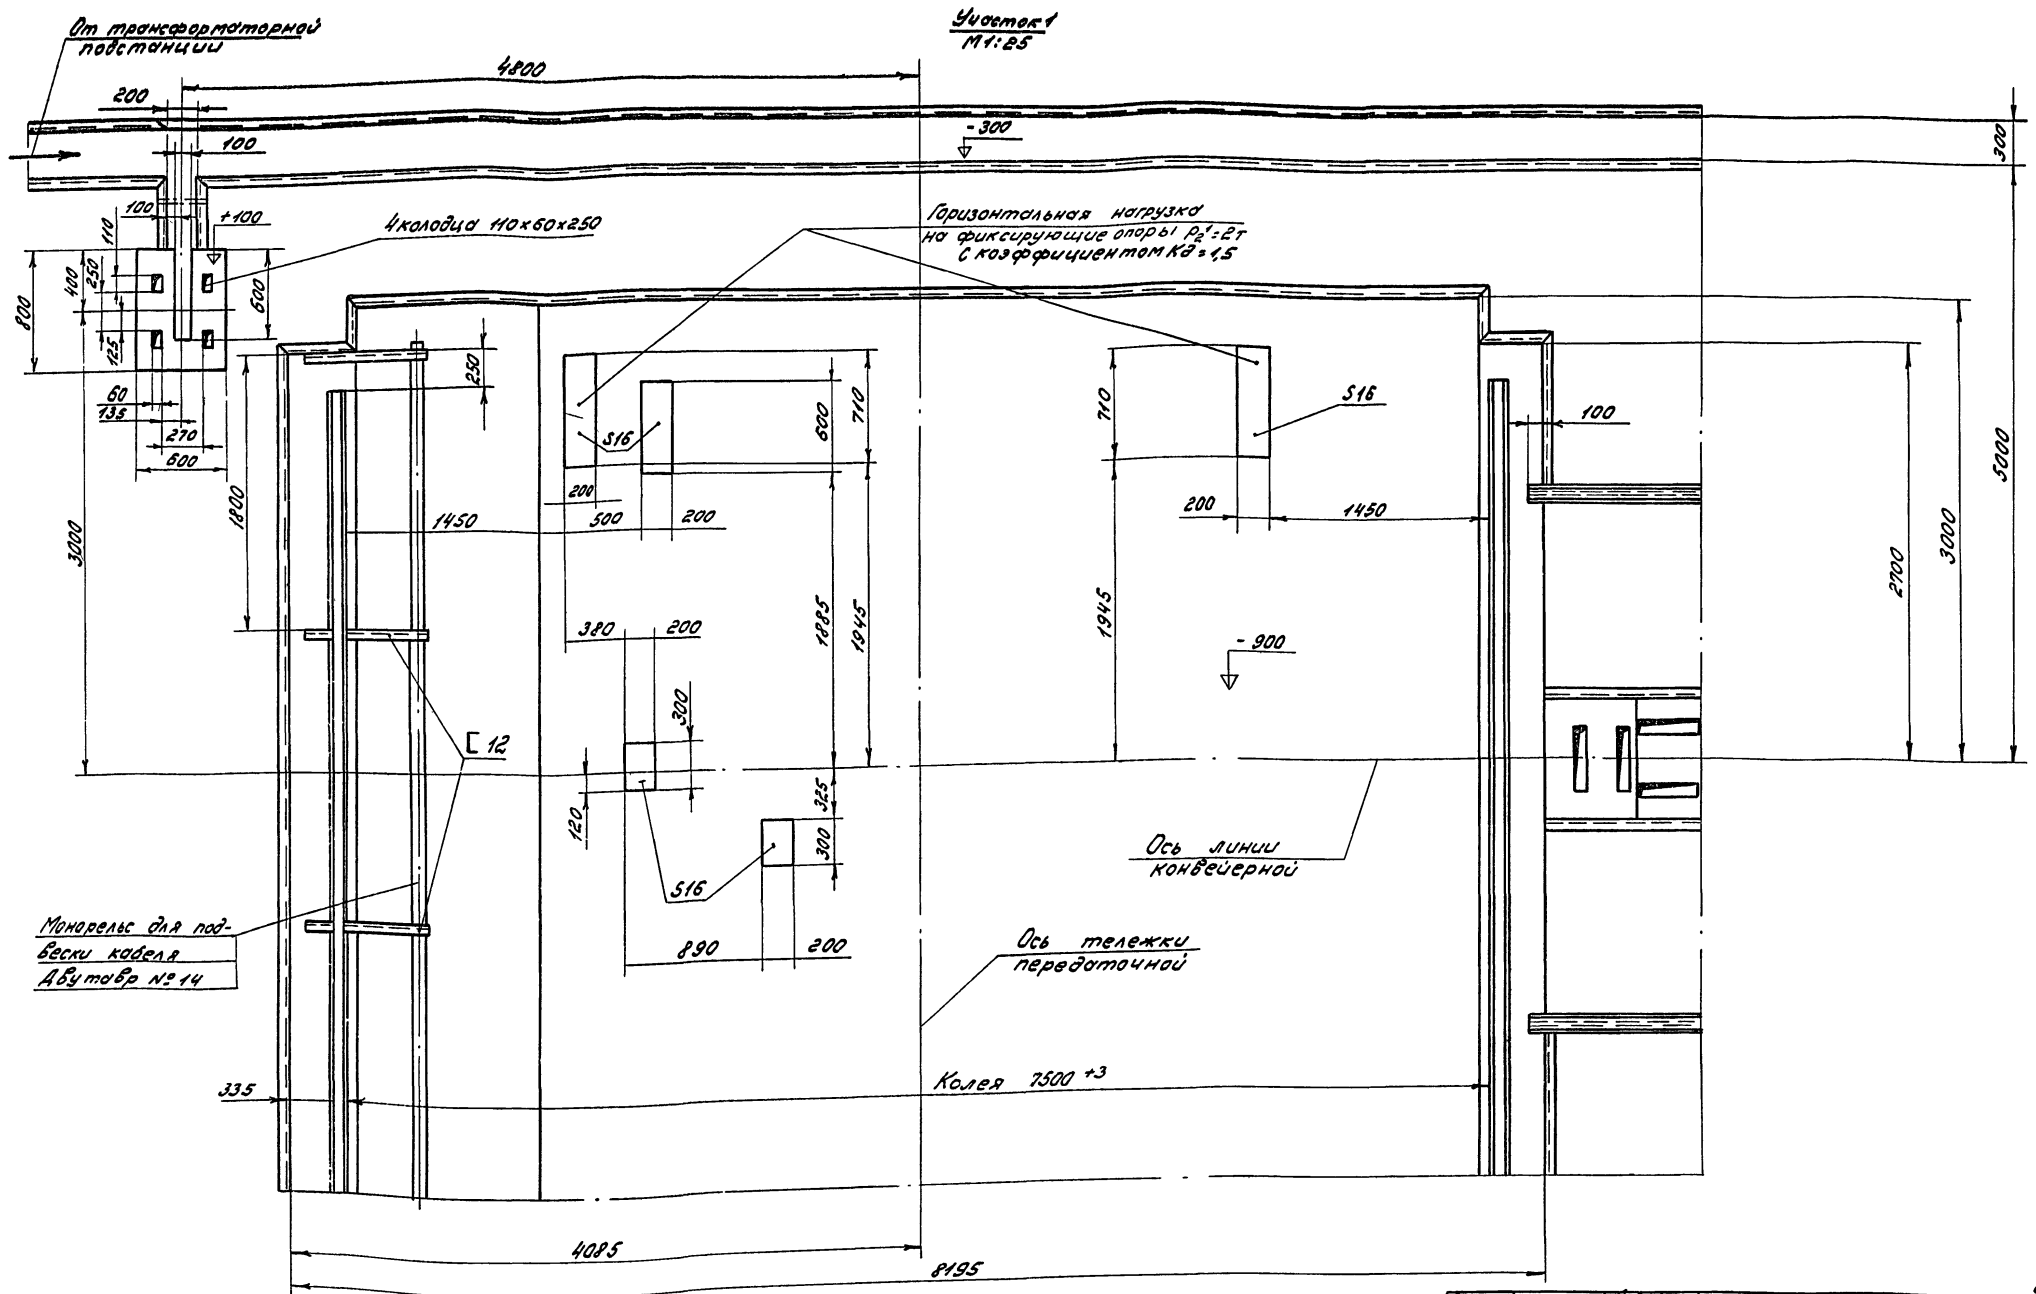 Участок 1
М 1:25
От трансформаторной
подстанции
4800
200
100
-300
300
100
+100
110
4 колодца 110×60×250
Горизонтальная нагрузка
на фиксирующие опоры P₂¹=2т
с коэффициентом Кд=1,5
800
400
250
125
600
60
135
270
600
250
1800
3000
S16
600
710
710
S16
100
200
1450
500
200
200
1450
5000
3000
2700
380
200
1885
1945
1945
-900
300
[ 12
120
325
300
S16
890
200
Ось линии
конвейерной
Монорельс для под-
вески кабеля
Двутавр №14
Ось тележки
передаточной
335
Колея 7500 +3
4085
8195